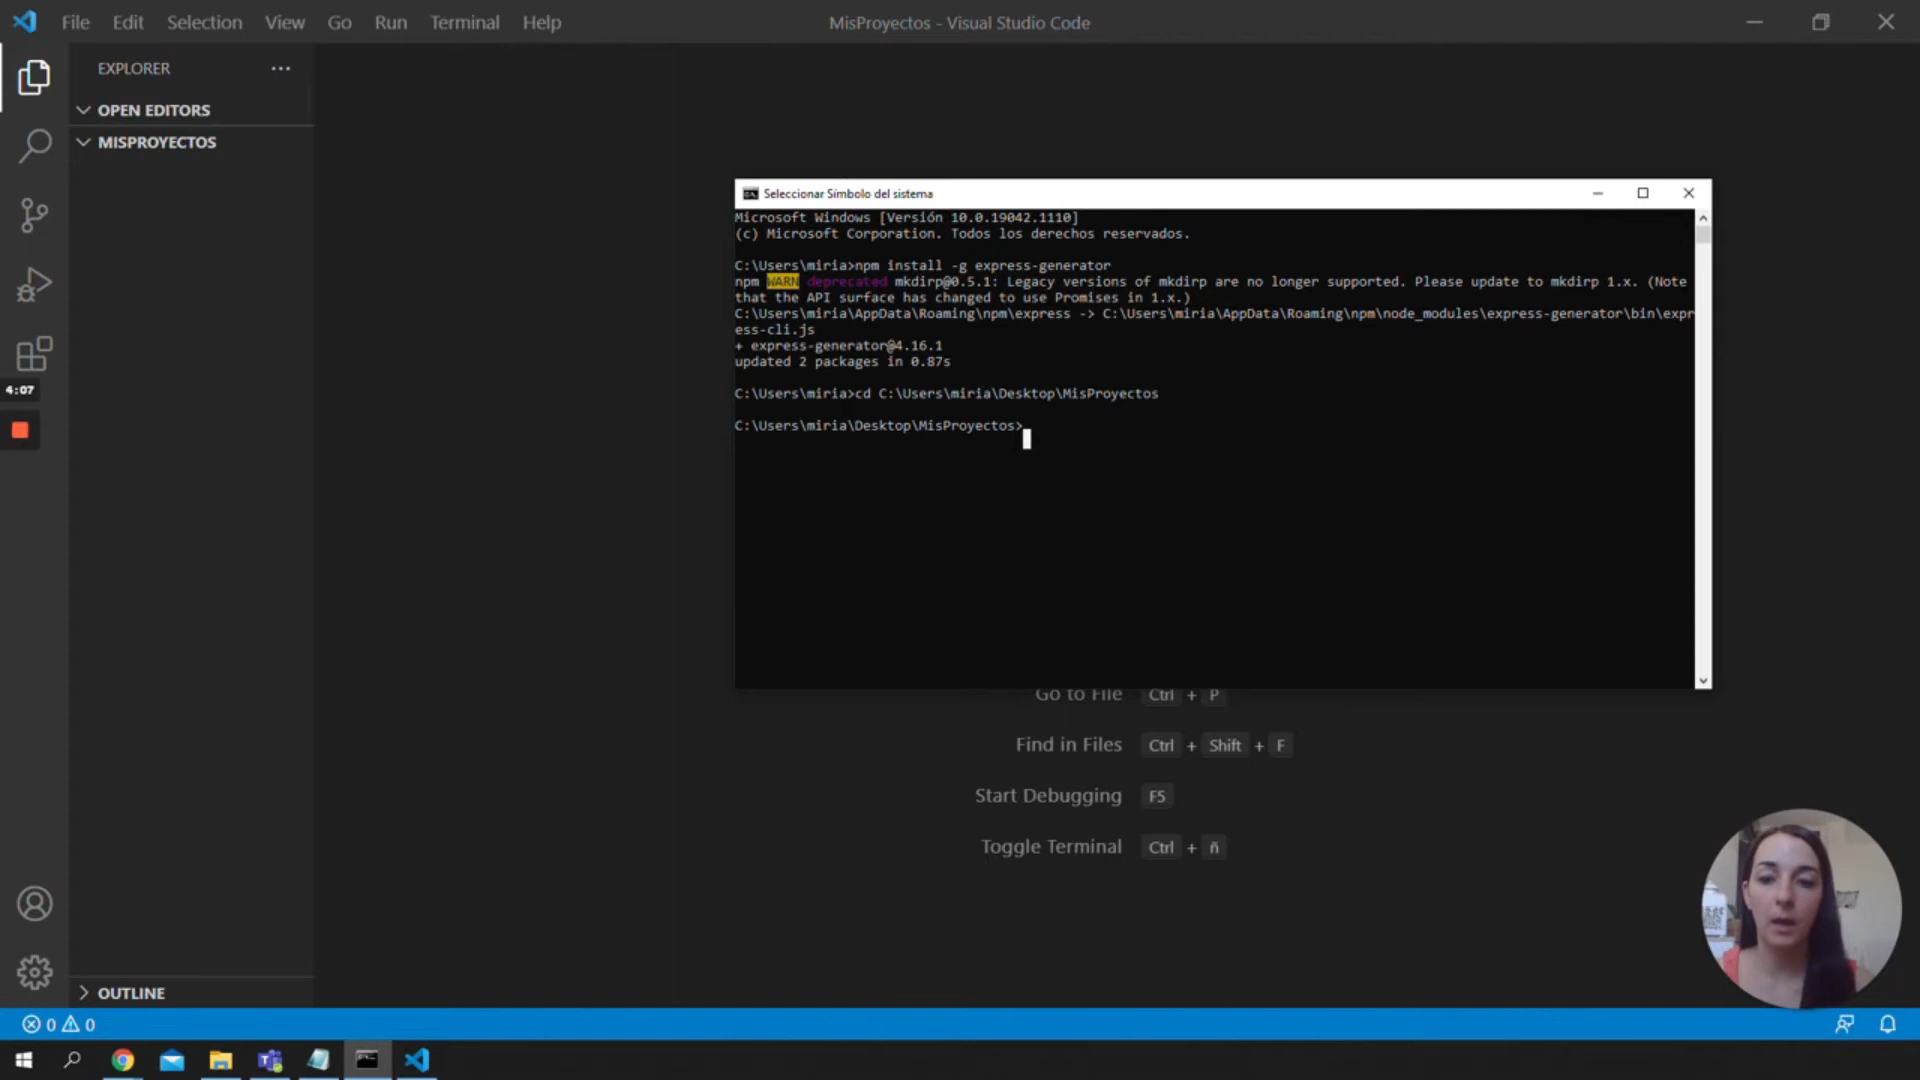 File Edit Selection View Go Run Terminal Help
MisProyectos - Visual Studio Code
EXPLORER
OPEN EDITORS
MISPROYECTOS
4:07
Seleccionar Símbolo del sistema
Microsoft Windows [Versión 10.0.19042.1110]
(c) Microsoft Corporation. Todos los derechos reservados.
C:\Users\miria>npm install -g express-generator
npm WARN deprecated mkdirp@0.5.1: Legacy versions of mkdirp are no longer supported. Please update to mkdirp 1.x. (Note
that the API surface has changed to use Promises in 1.x.)
C:\Users\miria\AppData\Roaming\npm\express -> C:\Users\miria\AppData\Roaming\npm\node_modules\express-generator\bin\expr
ess-cli.js
+ express-generator@4.16.1
updated 2 packages in 0.87s
C:\Users\miria>cd C:\Users\miria\Desktop\MisProyectos
C:\Users\miria\Desktop\MisProyectos>
Go to File Ctrl + P
Find in Files Ctrl + Shift + F
Start Debugging F5
Toggle Terminal Ctrl + ñ
OUTLINE
0 0